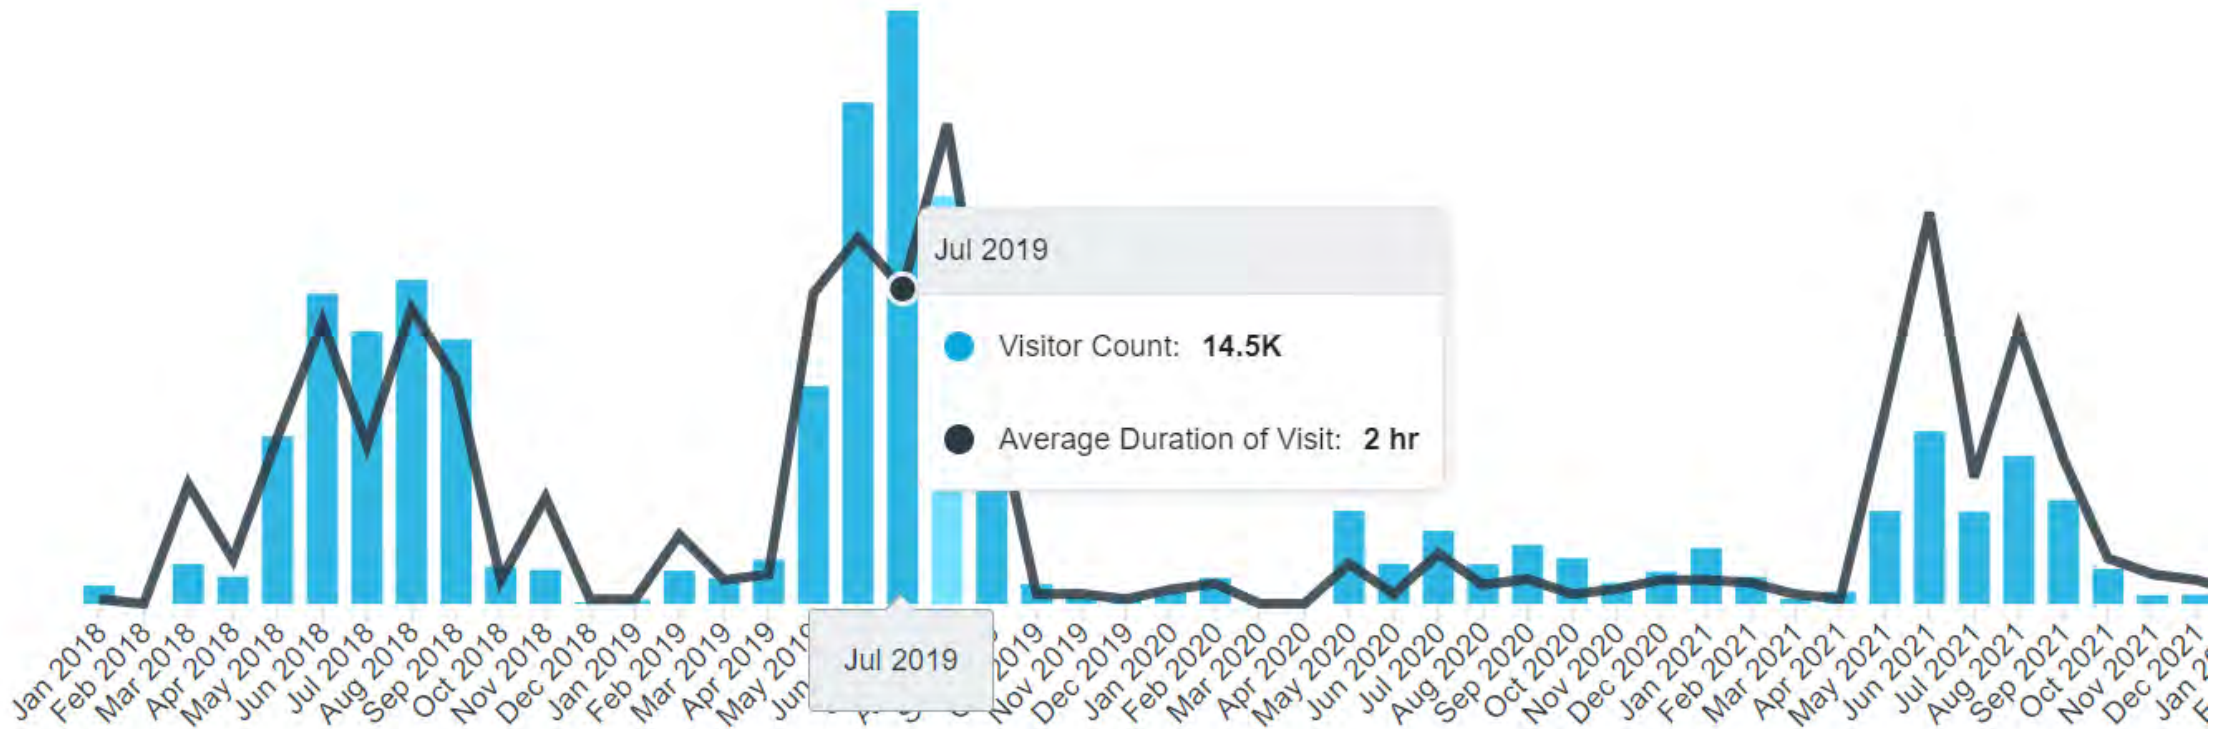 Jul 2019
Visitor Count: 14.5K
Average Duration of Visit: 2 hr
Jan 2018
Feb 2018
Mar 2018
Apr 2018
May 2018
Jun 2018
Jul 2018
Aug 2018
Sep 2018
Oct 2018
Nov 2018
Dec 2018
Jan 2019
Feb 2019
Mar 2019
Apr 2019
May 2019
Jul 2019
2019
Nov 2019
Dec 2019
Jan 2020
Feb 2020
Mar 2020
Apr 2020
May 2020
Jun 2020
Jul 2020
Aug 2020
Sep 2020
Oct 2020
Nov 2020
Dec 2020
Jan 2021
Feb 2021
Mar 2021
Apr 2021
May 2021
Jun 2021
Jul 2021
Aug 2021
Sep 2021
Oct 2021
Nov 2021
Dec 2021
Jan 2